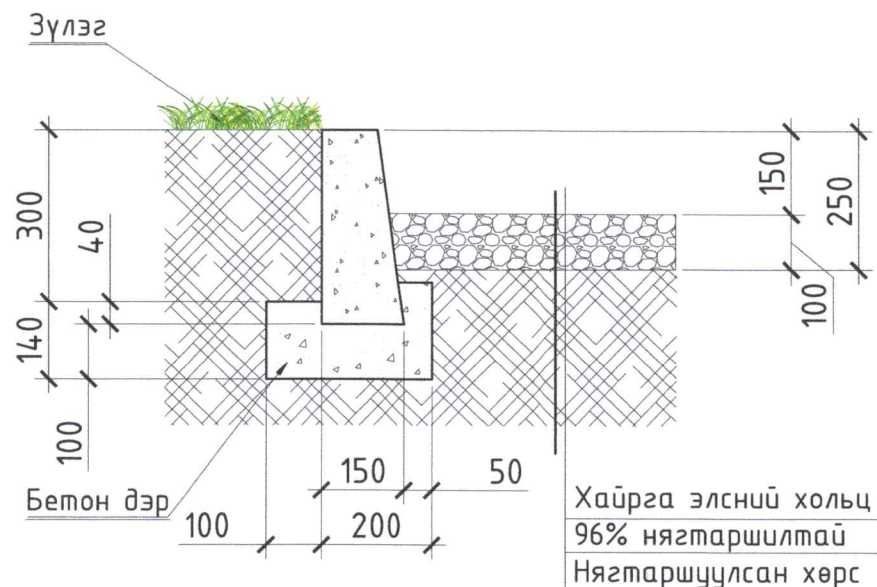 Зүлэг
300
40
140
100
150
250
100
150
50
100
200
Бетон дэр
Хайрга элсний хольц
96% нягтаршилтай
Нягтаршуулсан хөрс